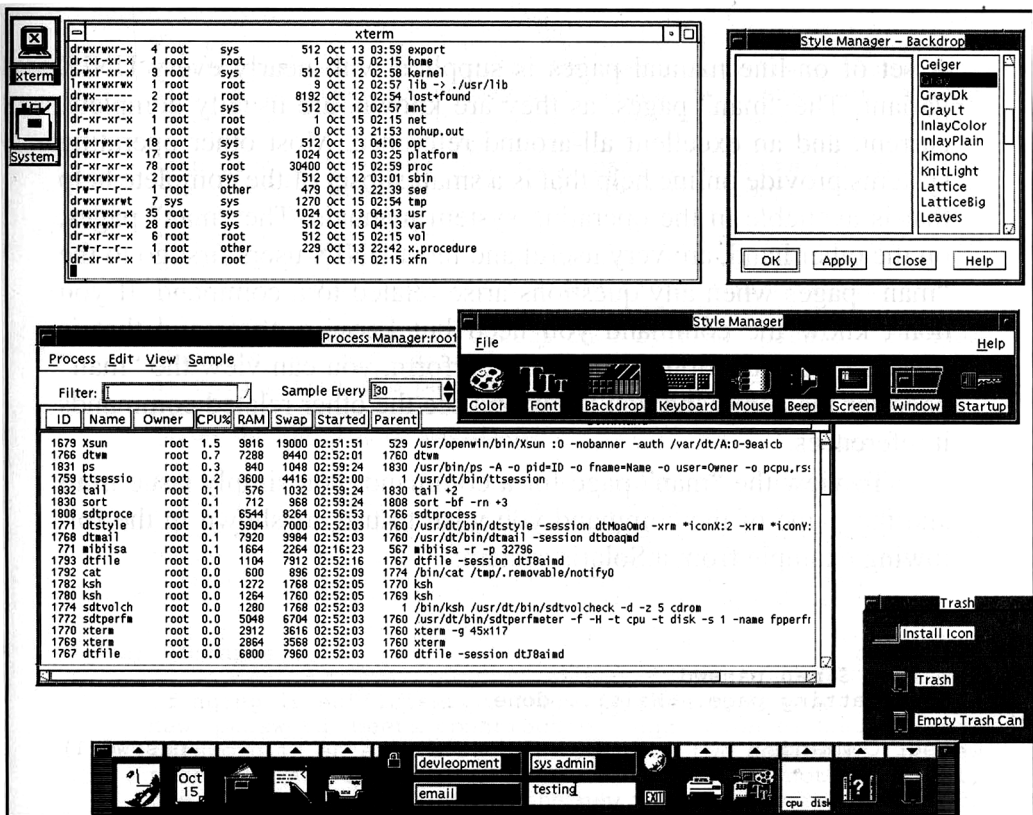 xterm
System_
xterm
drwxrwxr-x 4 root sys 512 Oct 13 03:59 export
dr-xr-xr-x 1 root root 1 Oct 15 02:15 home
drwxrwxr-x 9 root sys 512 Oct 12 02:58 kernel
lrwxrwxrwx 1 root root 9 Oct 12 02:57 lib -> ./usr/lib
drwx------ 2 root root 8192 Oct 12 02:54 lost+found
drwxrwxr-x 2 root sys 512 Oct 12 02:57 mnt
dr-xr-xr-x 1 root root 1 Oct 15 02:15 net
-rw------- 1 root root 0 Oct 13 21:53 nohup.out
drwxrwxr-x 6 root sys 512 Oct 13 04:06 opt
drwxr-xr-x 17 root sys 1024 Oct 12 03:25 platform
dr-xr-xr-x 78 root root 30400 Oct 15 02:59 proc
drwxrwxr-x 2 root sys 512 Oct 12 03:01 sbin
-rw-r--r-- 1 root other 479 Oct 13 22:39 see
drwxrwxrwt 7 sys sys 1270 Oct 15 02:54 tmp
drwxrwxr-x 35 root sys 1024 Oct 13 04:13 usr
drwxrwxr-x 28 root sys 512 Oct 13 04:13 var
dr-xr-xr-x 6 root root 512 Oct 15 02:15 vol
-rw-r--r-- 1 root other 229 Oct 13 22:42 x.procedure
dr-xr-xr-x 1 root root 1 Oct 15 02:15 xfn
Style Manager - Backdrop
Geiger
Gray
GrayDk
GrayLt
InlayColor
InlayPlain
Kimono
KnitLight
Lattice
LatticeBig
Leaves
OK Apply Close Help
Style Manager
File Help
Color Font Backdrop Keyboard Mouse Beep Screen Window Startup
Process Manager:root
Process Edit View Sample
Filter: Sample Every 30
ID Name Owner CPU% RAM Swap Started Parent
1679 Xsun root 1.5 9816 19000 02:51:51 529 /usr/openwin/bin/Xsun :0 -nobanner -auth /var/dt/A:0-9eaicb
1766 dtwm root 0.7 7288 8440 02:52:01 1760 dtwm
1831 ps root 0.3 840 1048 02:59:24 1830 /usr/bin/ps -A -o pid=ID -o fname=Name -o user=Owner -o pcpu,rss
1759 ttsessio root 0.2 3600 4416 02:52:00 1 /usr/dt/bin/ttsession
1832 tail root 0.1 576 1032 02:59:24 1830 tail +2
1830 sort root 0.1 712 968 02:59:24 1808 sort -bf -rn +3
1808 sdtproce root 0.1 6544 8264 02:56:53 1766 sdtprocess
1771 dtstyle root 0.1 5904 7000 02:52:03 1760 /usr/dt/bin/dtstyle -session dtMoaOmd -xrm *iconX:2 -xrm *iconY:
1768 dtmail root 0.1 7920 9984 02:52:03 1760 /usr/dt/bin/dtmail -session dtboaqmd
771 mibiisa root 0.1 1664 2264 02:16:23 567 mibiisa -r -p 32796
1793 dtfile root 0.0 1104 7912 02:52:16 1767 dtfile -session dtJ8aimd
1792 cat root 0.0 600 896 02:52:09 1774 /bin/cat /tmp/.removable/notify0
1782 ksh root 0.0 1272 1768 02:52:05 1770 ksh
1780 ksh root 0.0 1264 1760 02:52:05 1769 ksh
1774 sdtvolch root 0.0 1280 1768 02:52:03 1 /bin/ksh /usr/dt/bin/sdtvolcheck -d -z 5 cdrom
1772 sdtperfm root 0.0 5048 6704 02:52:03 1760 /usr/dt/bin/sdtperfmeter -f -H -t cpu -t disk -s 1 -name fpperfm
1770 xterm root 0.0 2912 3616 02:52:03 1760 xterm -g 45x117
1769 xterm root 0.0 2864 3568 02:52:03 1760 xterm
1767 dtfile root 0.0 6800 7960 02:52:03 1760 dtfile -session dtJ8aimd
Trash
Install Icon
Trash
Empty Trash Can
Oct
15
devleopment sys admin
email testing
EXIT
cpu disk